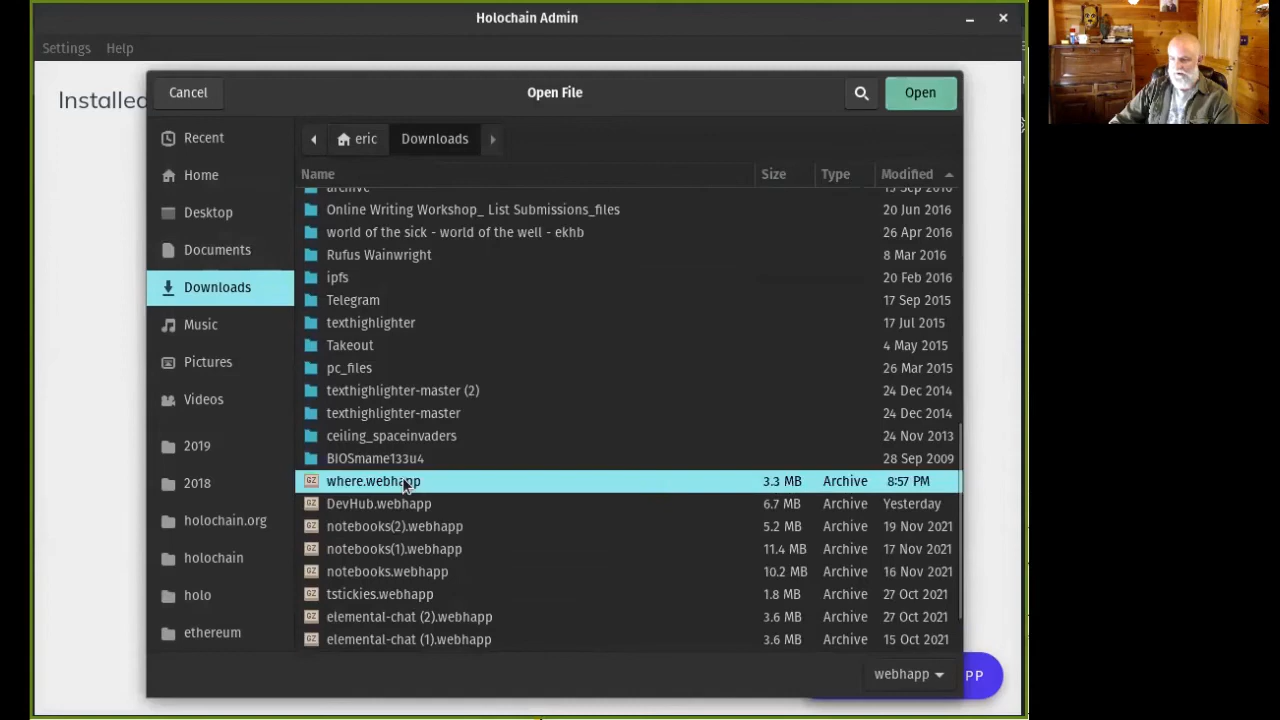 Holochain Admin
Settings Help
Installed
Cancel
Open File
Open
Recent
Home
Desktop
Documents
Downloads
Music
Pictures
Videos
2019
2018
holochain.org
holochain
holo
ethereum
eric Downloads
Name Size Type Modified
archive 15 Sep 2016
Online Writing Workshop_ List Submissions_files 20 Jun 2016
world of the sick - world of the well - ekhb 26 Apr 2016
Rufus Wainwright 8 Mar 2016
ipfs 20 Feb 2016
Telegram 17 Sep 2015
texthighlighter 17 Jul 2015
Takeout 4 May 2015
pc_files 26 Mar 2015
texthighlighter-master (2) 24 Dec 2014
texthighlighter-master 24 Dec 2014
ceiling_spaceinvaders 24 Nov 2013
BIOSmame133u4 28 Sep 2009
where.webhapp 3.3 MB Archive 8:57 PM
DevHub.webhapp 6.7 MB Archive Yesterday
notebooks(2).webhapp 5.2 MB Archive 19 Nov 2021
notebooks(1).webhapp 11.4 MB Archive 17 Nov 2021
notebooks.webhapp 10.2 MB Archive 16 Nov 2021
tstickies.webhapp 1.8 MB Archive 27 Oct 2021
elemental-chat (2).webhapp 3.6 MB Archive 27 Oct 2021
elemental-chat (1).webhapp 3.6 MB Archive 15 Oct 2021
webhapp
PP